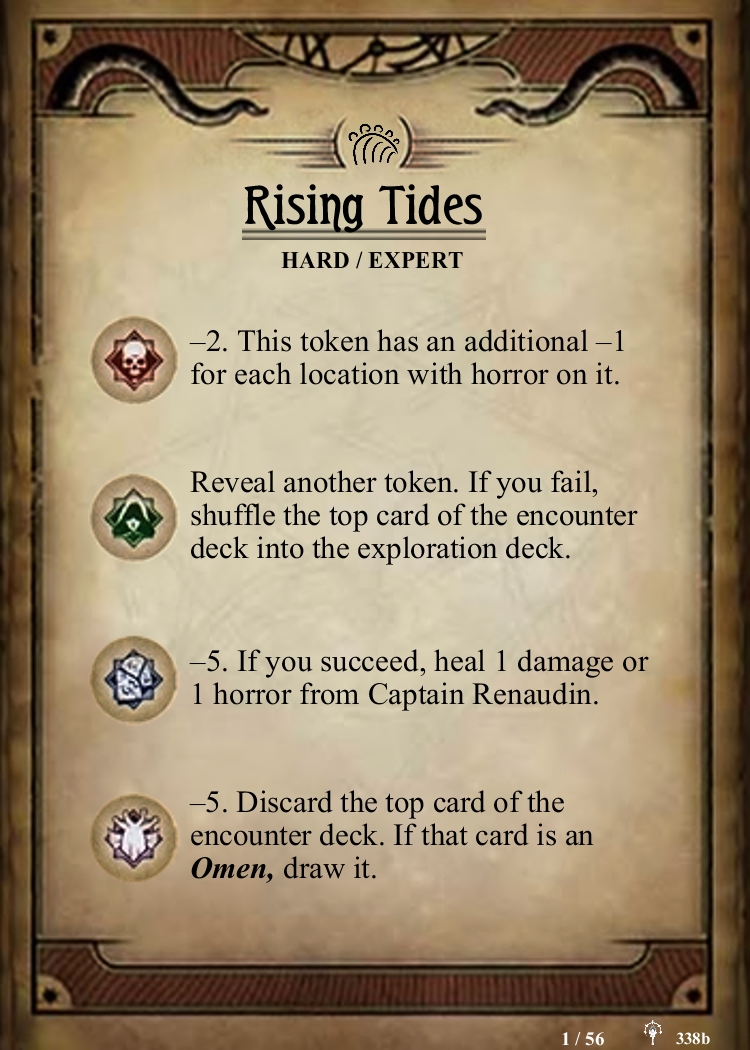 Rising Tides
HARD / EXPERT
–2. This token has an additional –1
for each location with horror on it.
Reveal another token. If you fail,
shuffle the top card of the encounter
deck into the exploration deck.
–5. If you succeed, heal 1 damage or
1 horror from Captain Renaudin.
–5. Discard the top card of the
encounter deck. If that card is an
Omen, draw it.
1 / 56 338b